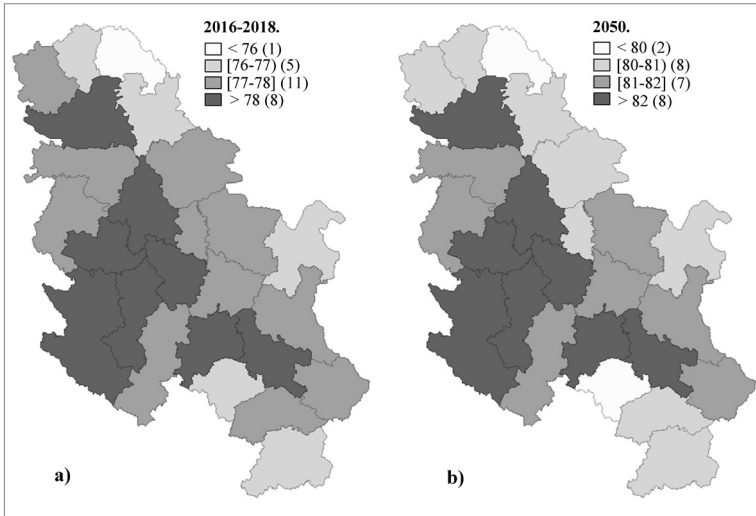 2016-2018.
< 76 (1)
[76-77) (5)
[77-78] (11)
> 78 (8)
a)
2050.
< 80 (2)
[80-81) (8)
[81-82] (7)
> 82 (8)
b)